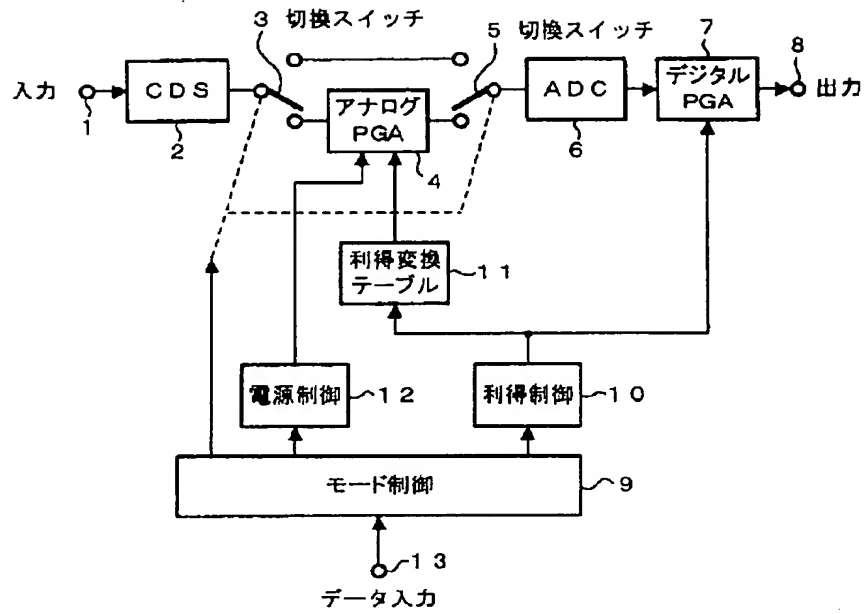 3 切換スイッチ
5 切換スイッチ
7
8
入力
1
CDS
2
アナログ
PGA
4
ADC
6
デジタル
PGA
出力
利得変換
テーブル
11
電源制御
12
利得制御
10
モード制御
9
13
データ入力